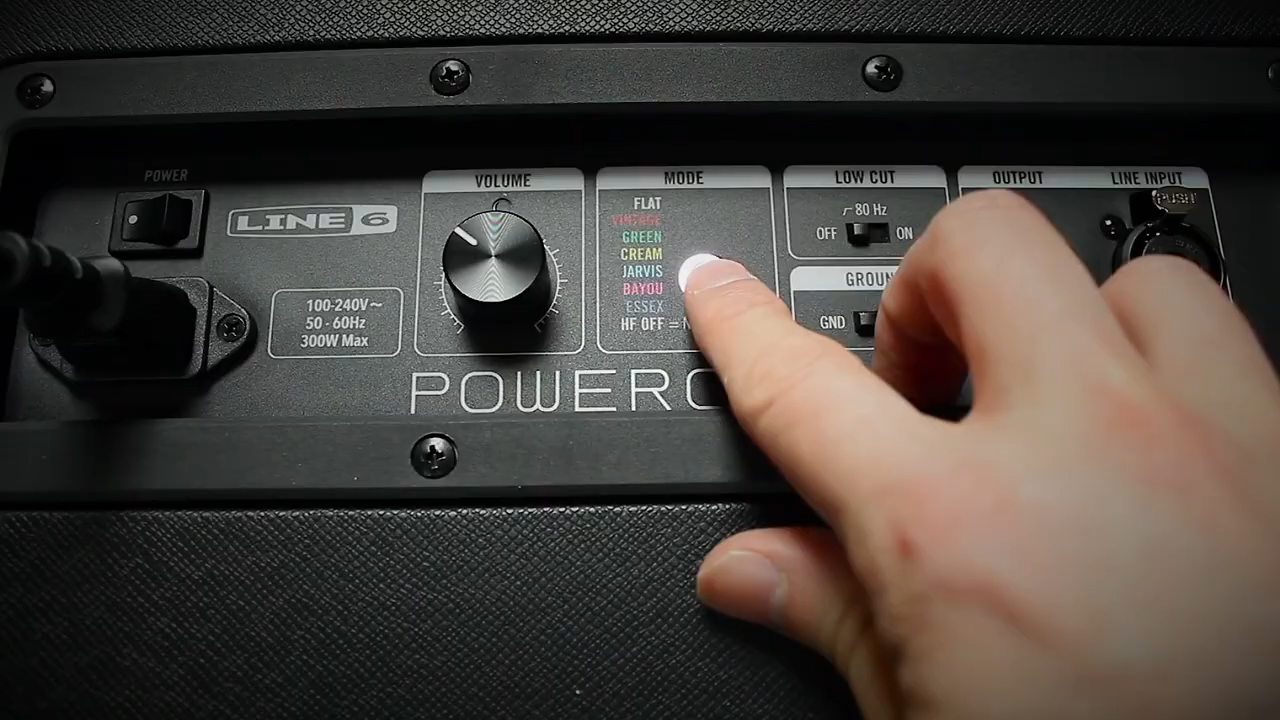 POWER
LINE 6
100-240V~
50 - 60Hz
300W Max
VOLUME
MODE
FLAT
VINTAGE
GREEN
CREAM
JARVIS
BAYOU
ESSEX
HF OFF = N
LOW CUT
80 Hz
OFF
ON
GROUN
GND
OUTPUT
LINE INPUT
PUSH
POWERC